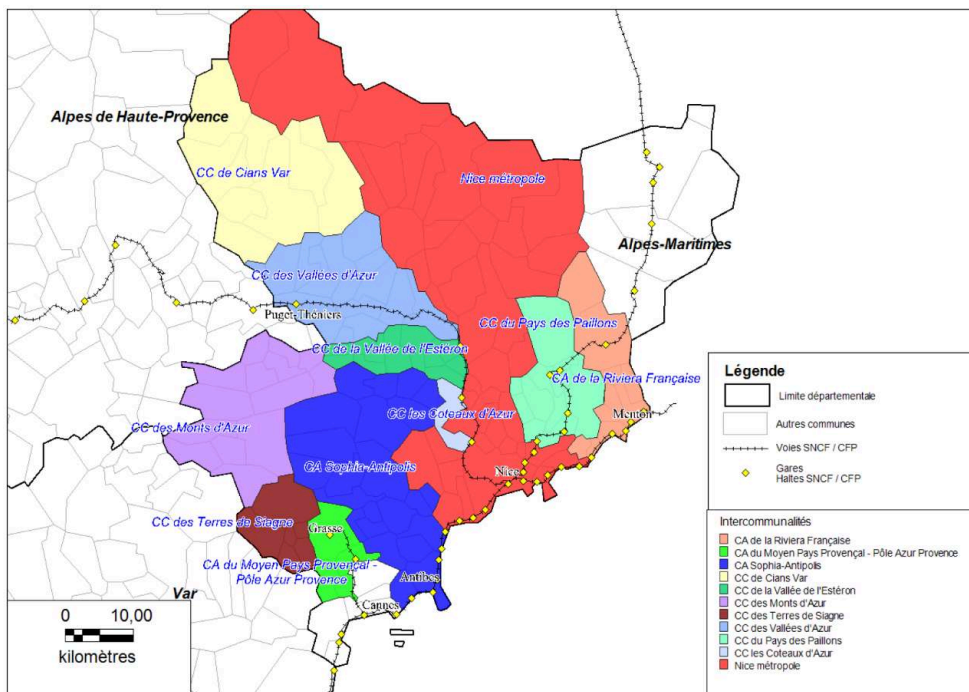 Alpes de Haute-Provence
CC de Cians Var
Nice métropole
Alpes-Maritimes
CC des Vallées d'Azur
Puget-Théniers
CC du Pays des Paillons
CC de la Vallée de l'Estéron
CA de la Riviera Française
CC les Coteaux d'Azur
Menton
CC des Monts d'Azur
CA Sophia-Antipolis
Nice
CC des Terres de Siagne
Grasse
CA du Moyen Pays Provençal -
Pôle Azur Provence
Antibes
Var
Cannes
0 10,00
kilomètres
Légende
Limite départementale
Autres communes
Voies SNCF / CFP
Gares
Haltes SNCF / CFP
Intercommunalités
CA de la Riviera Française
CA du Moyen Pays Provençal - Pôle Azur Provence
CA Sophia-Antipolis
CC de Cians Var
CC de la Vallée de l'Estéron
CC des Monts d'Azur
CC des Terres de Siagne
CC des Vallées d'Azur
CC du Pays des Paillons
CC les Coteaux d'Azur
Nice métropole